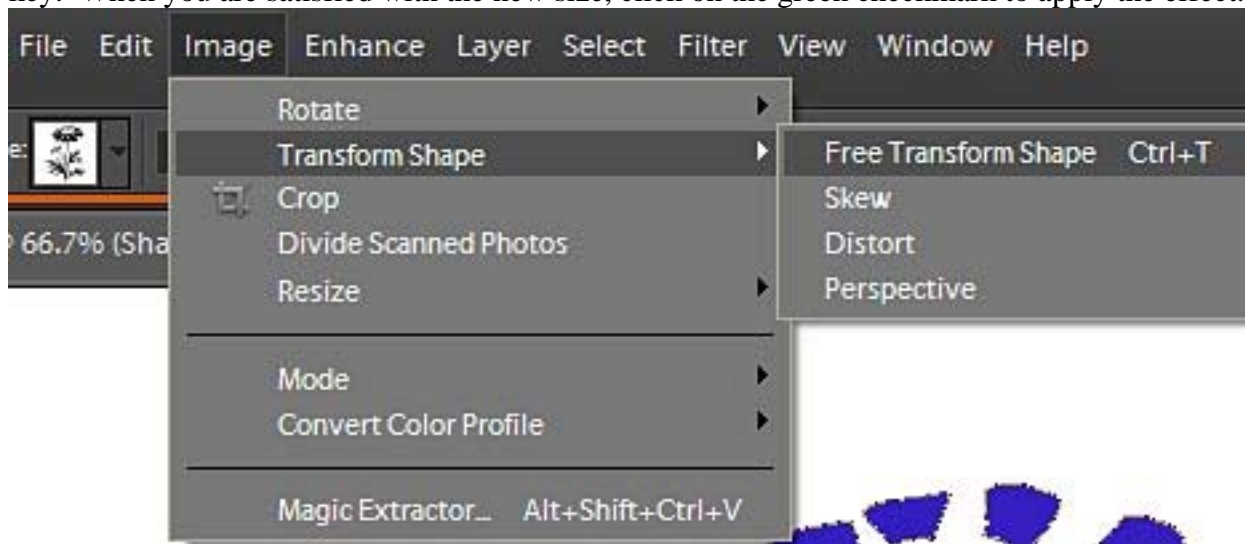 key. When you are satisfied with the new size, click on the green checkmark to apply the effect.
File Edit Image Enhance Layer Select Filter View Window Help
Rotate
e:
Transform Shape
Free Transform Shape Ctrl+T
Crop
Skew
66.7% (Sha
Divide Scanned Photos
Distort
Resize
Perspective
Mode
Convert Color Profile
Magic Extractor... Alt+Shift+Ctrl+V